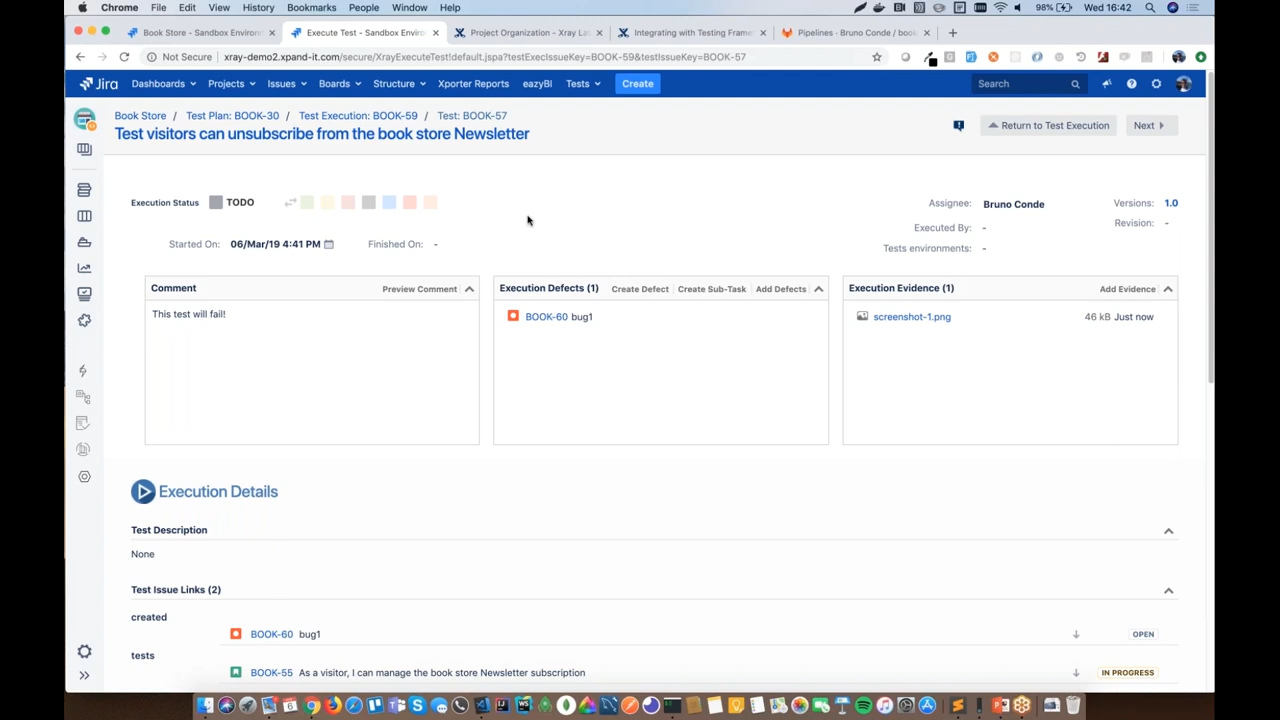 Chrome File Edit View History Bookmarks People Window Help 98% Wed 16:42
Book Store - Sandbox Environ Execute Test - Sandbox Enviro Project Organization - Xray La Integrating with Testing Frame Pipelines · Bruno Conde / book
Not Secure xray-demo2.xpand-it.com/secure/XrayExecuteTest!default.jspa?testExecIssueKey=BOOK-59&testIssueKey=BOOK-57
Jira Dashboards Projects Issues Boards Structure Xporter Reports eazyBI Tests Create Search
Book Store / Test Plan: BOOK-30 / Test Execution: BOOK-59 / Test: BOOK-57
Test visitors can unsubscribe from the book store Newsletter
Return to Test Execution Next
Execution Status TODO
Assignee: Bruno Conde Versions: 1.0
Executed By: - Revision: -
Started On: 06/Mar/19 4:41 PM Finished On: -
Tests environments: -
Comment Preview Comment
This test will fail!
Execution Defects (1) Create Defect Create Sub-Task Add Defects
BOOK-60 bug1
Execution Evidence (1) Add Evidence
screenshot-1.png 46 kB Just now
Execution Details
Test Description
None
Test Issue Links (2)
created
BOOK-60 bug1 OPEN
tests
BOOK-55 As a visitor, I can manage the book store Newsletter subscription IN PROGRESS